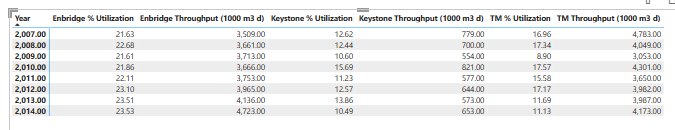 Year Enbridge % Utilization Enbridge Throughput (1000 m3 d) Keystone % Utilization Keystone Throughput (1000 m3 d) TM % Utilization TM Throughput (1000 m3 d)
2,007.00 21.63 3,509.00 12.62 779.00 16.96 4,783.00
2,008.00 22.68 3,661.00 12.44 700.00 17.34 4,049.00
2,009.00 21.61 3,713.00 10.60 554.00 8.90 3,053.00
2,010.00 21.86 3,666.00 15.69 821.00 17.57 4,301.00
2,011.00 22.11 3,753.00 11.23 577.00 15.58 3,650.00
2,012.00 23.10 3,965.00 12.57 644.00 17.17 3,982.00
2,013.00 23.51 4,136.00 13.86 573.00 11.69 3,987.00
2,014.00 23.53 4,723.00 10.49 653.00 11.13 4,173.00